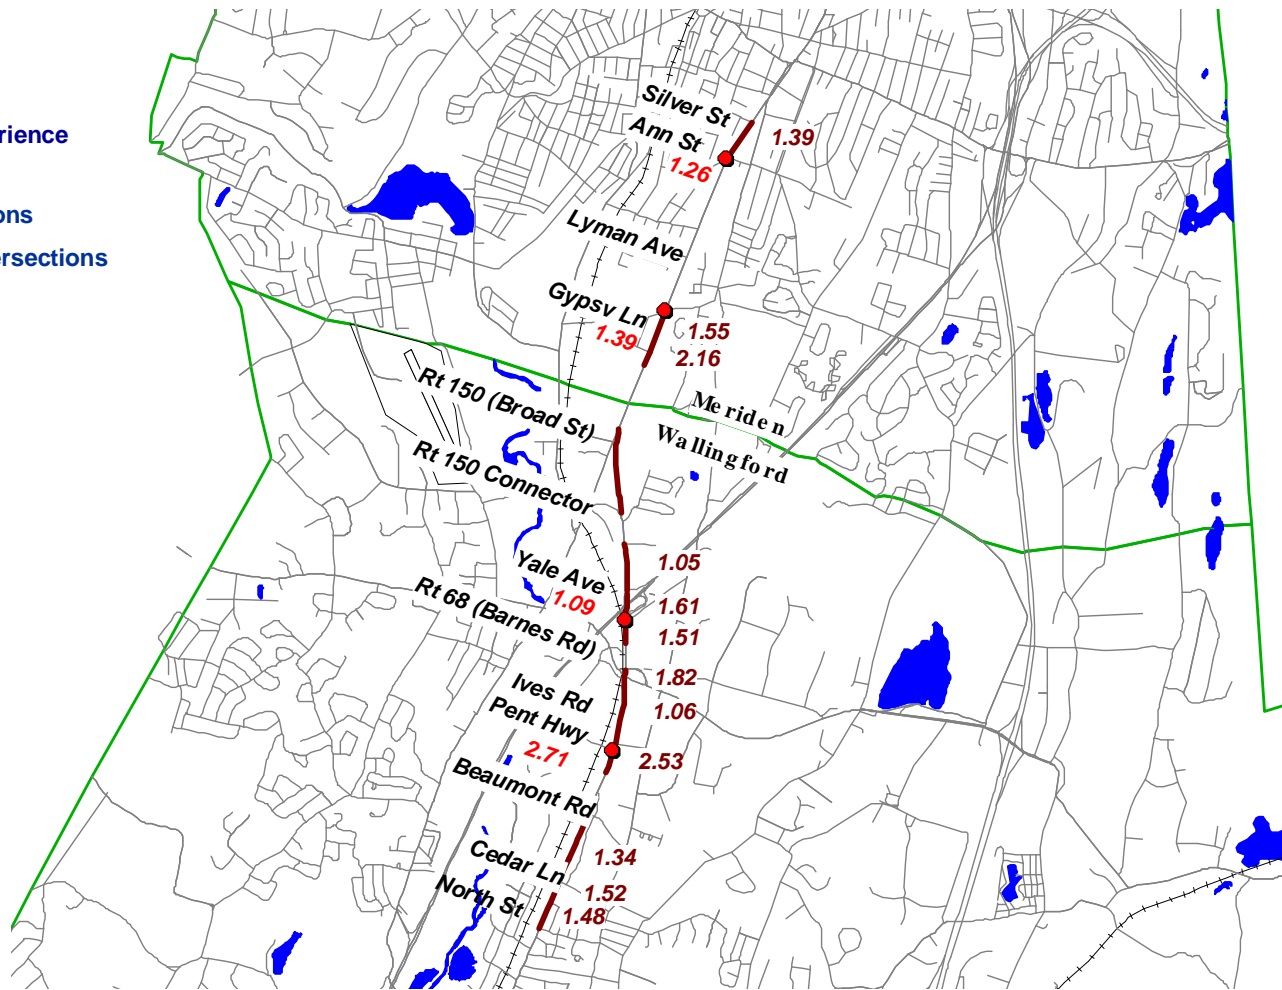 Silver St
rience
Ann St
1.39
1.26
ons
Lyman Ave
ersections
Gypsv Ln
1.55
1.39
2.16
Rt 150 (Broad St)
Meriden
Wallingford
Rt 150 Connector
Yale Ave
1.05
Rt 68 (Barnes Rd)
1.09
1.61
1.51
1.82
Ives Rd
1.06
Pent Hwy
2.71
2.53
Beaumont Rd
Cedar Ln
1.34
North St
1.52
1.48